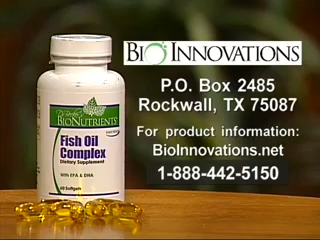 BIO INNOVATIONS
P.O. Box 2485
Rockwall, TX 75087
For product information:
BioInnovations.net
1-888-442-5150
BIONUTRIENTS
Fish Oil
Complex
Dietary Supplement
With EPA & DHA
60 Softgels